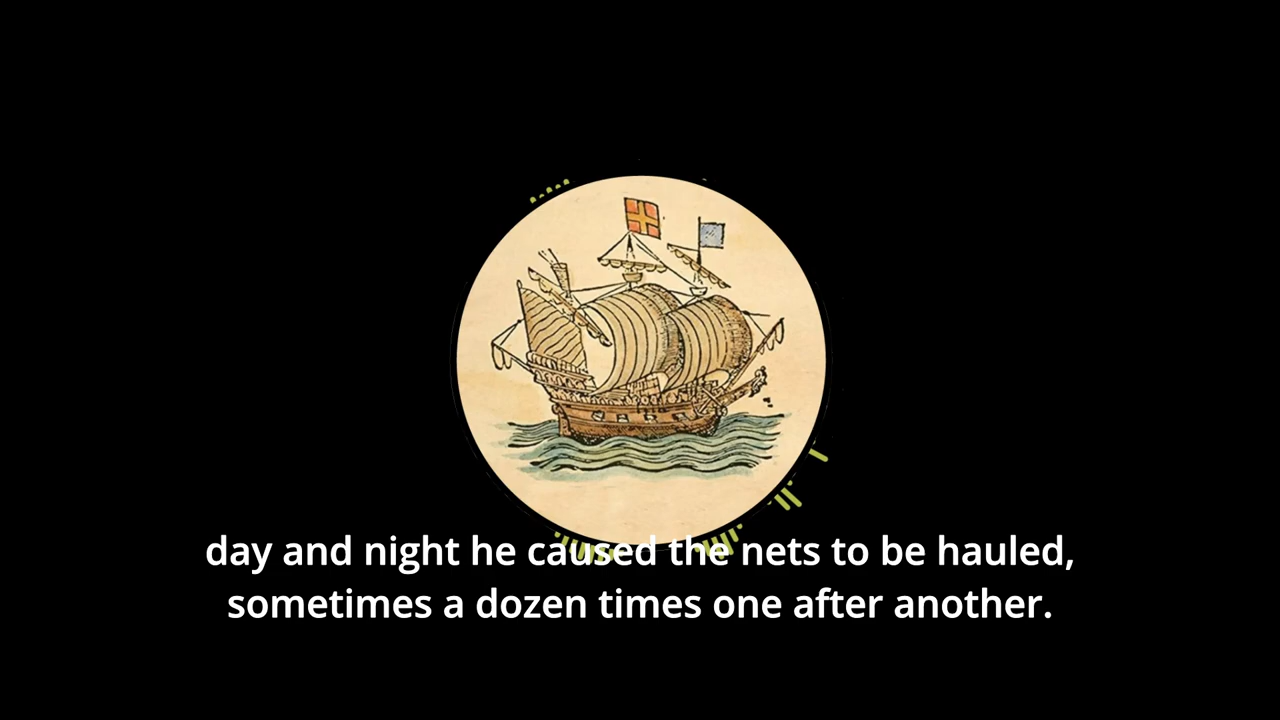 day and night he caused the nets to be hauled,
sometimes a dozen times one after another.